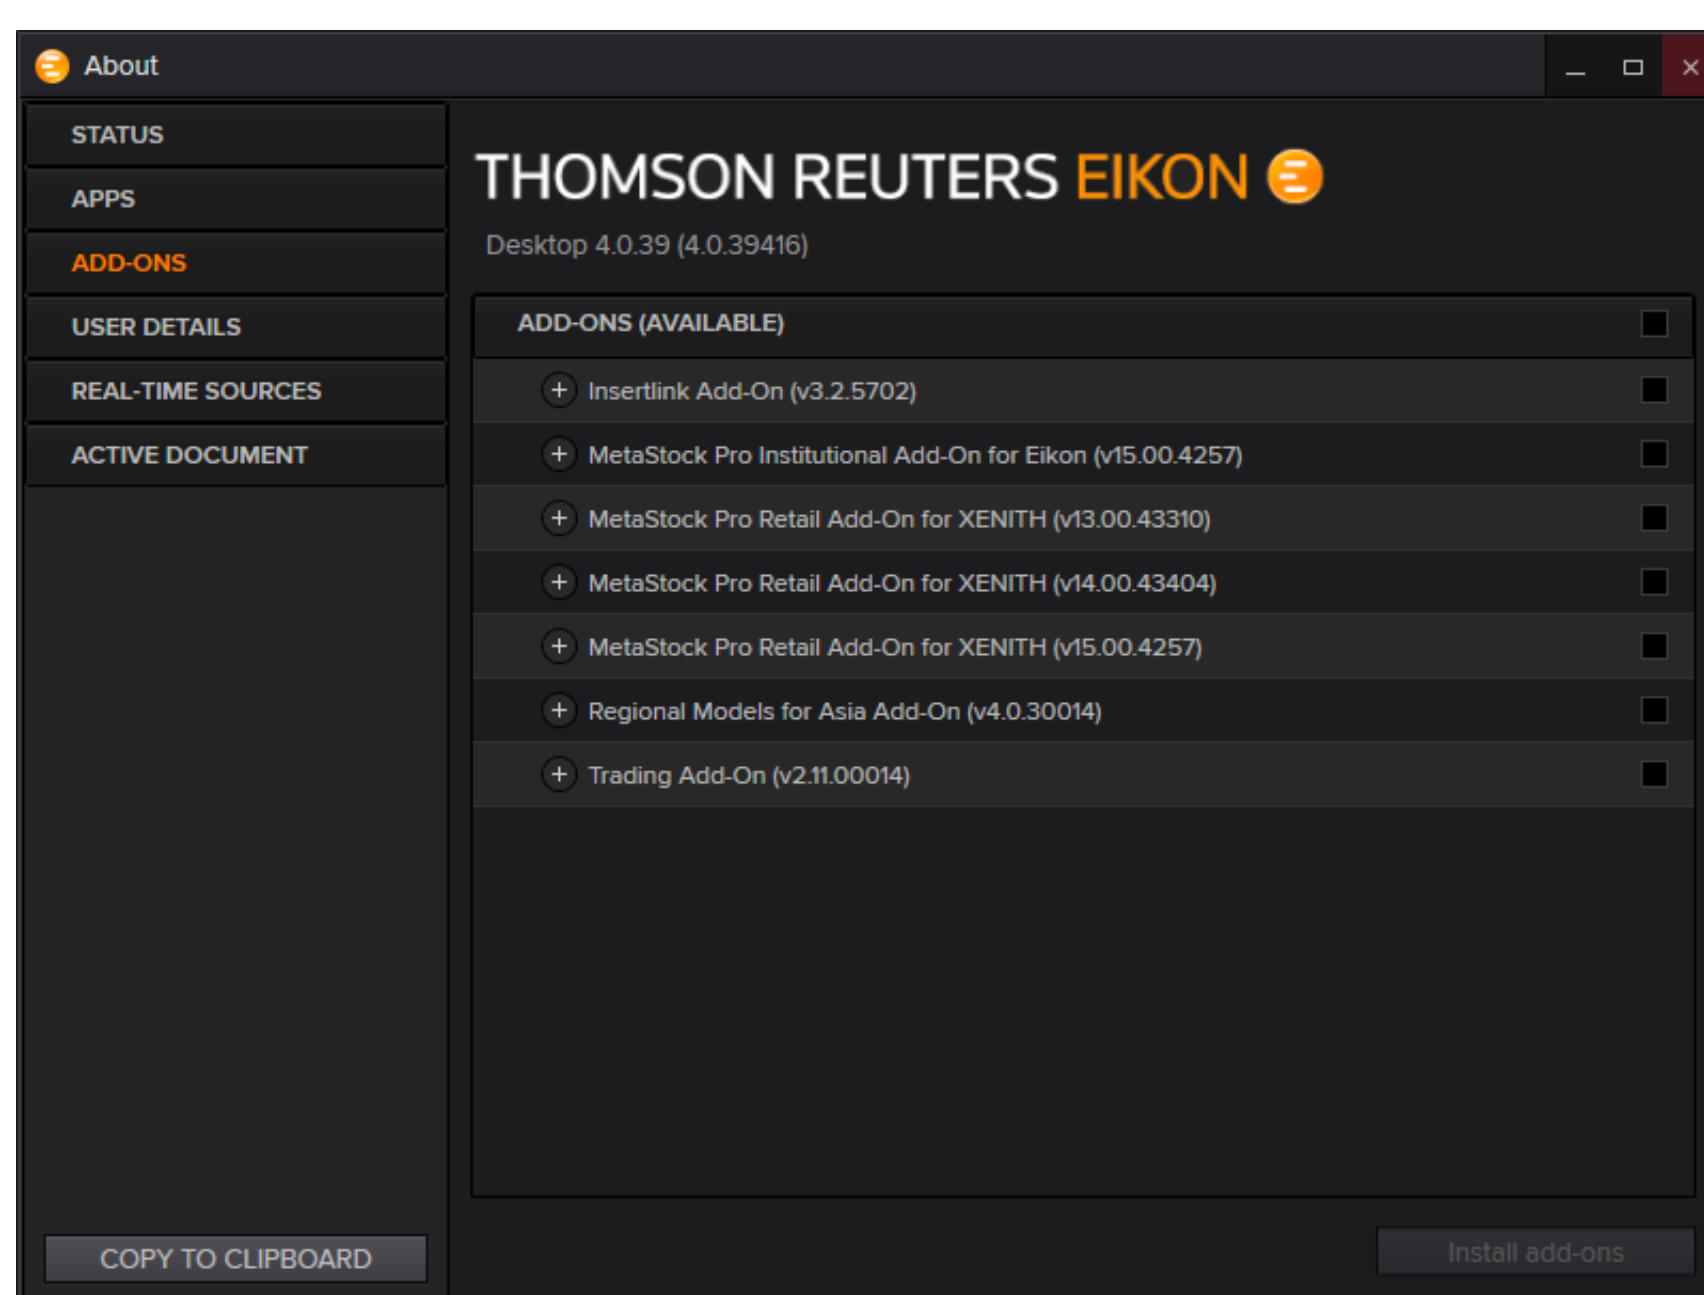 About
STATUS
APPS
ADD-ONS
USER DETAILS
REAL-TIME SOURCES
ACTIVE DOCUMENT
COPY TO CLIPBOARD
THOMSON REUTERS EIKON
Desktop 4.0.39 (4.0.39416)
ADD-ONS (AVAILABLE)
Insertlink Add-On (v3.2.5702)
MetaStock Pro Institutional Add-On for Eikon (v15.00.4257)
MetaStock Pro Retail Add-On for XENITH (v13.00.43310)
MetaStock Pro Retail Add-On for XENITH (v14.00.43404)
MetaStock Pro Retail Add-On for XENITH (v15.00.4257)
Regional Models for Asia Add-On (v4.0.30014)
Trading Add-On (v2.11.00014)
Install add-ons